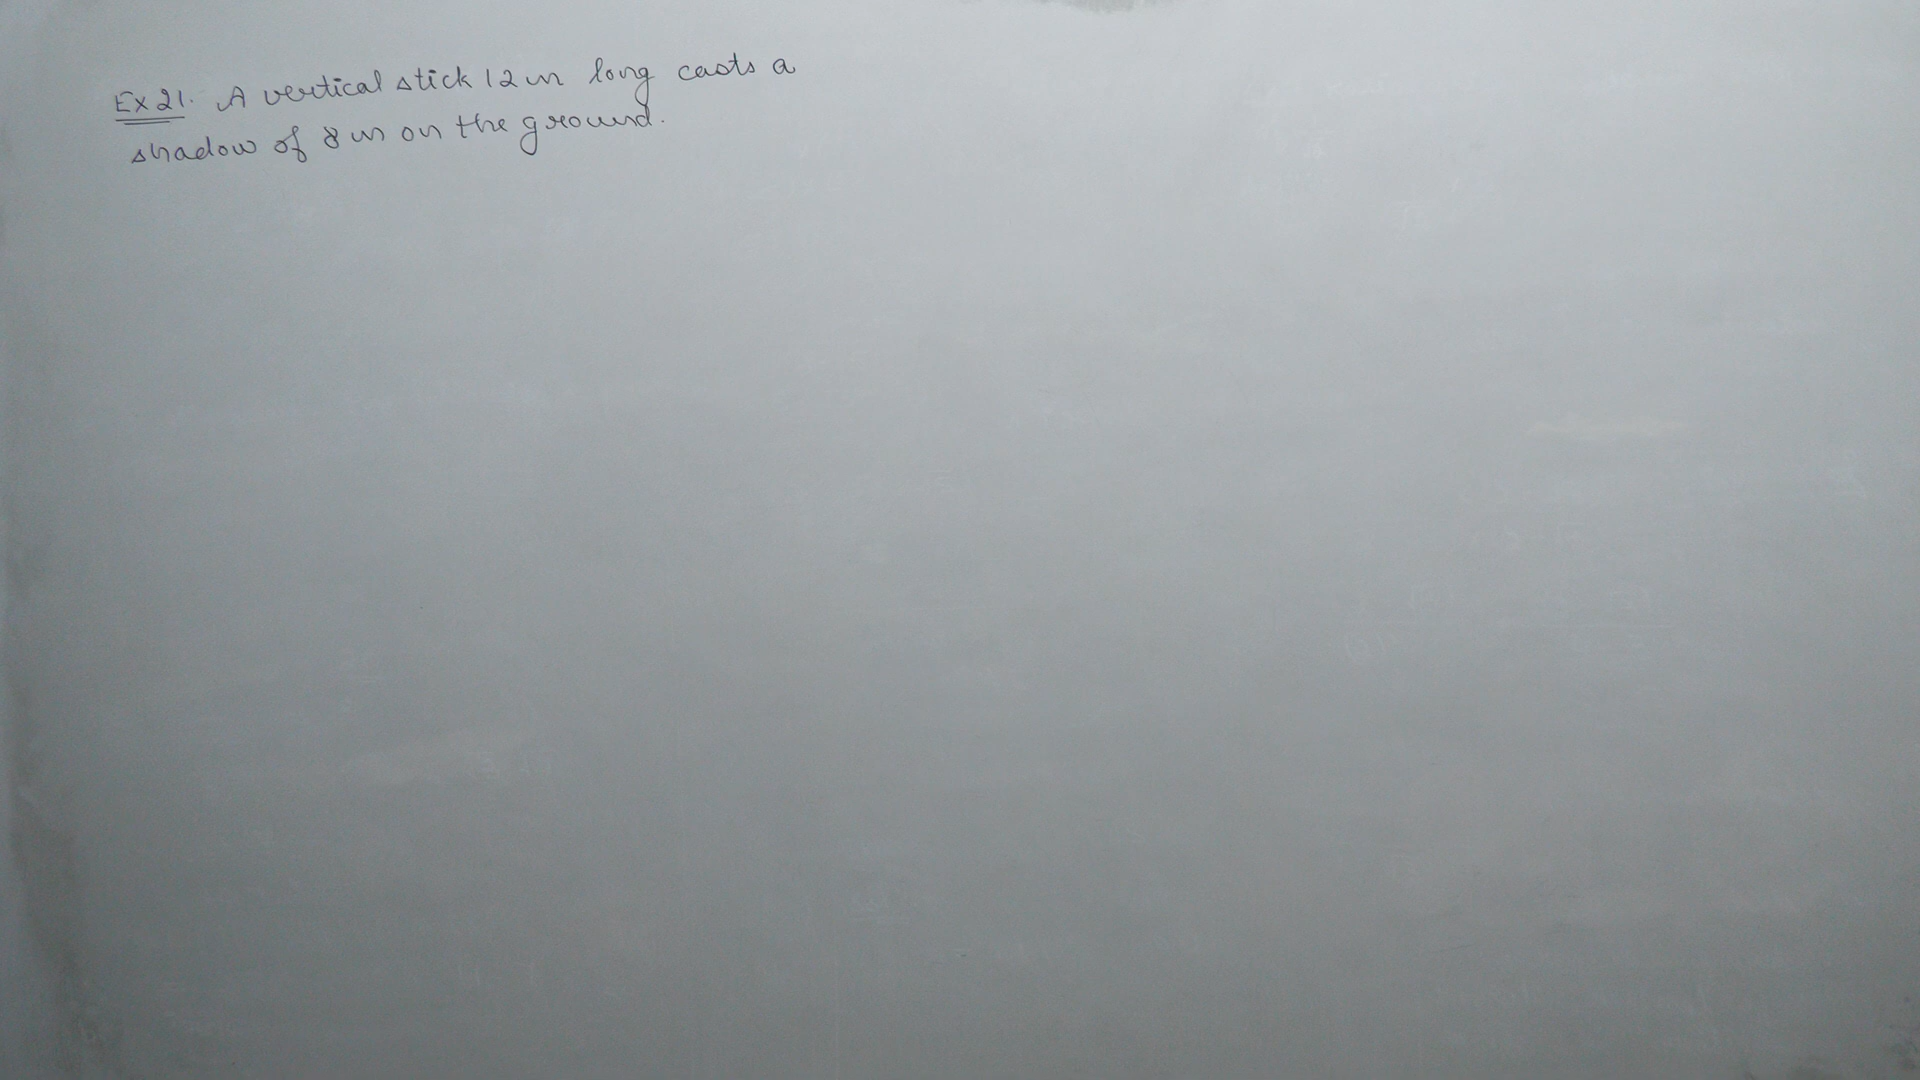 Ex 21. A vertical stick 12 m long casts a
shadow of 8 m on the ground.